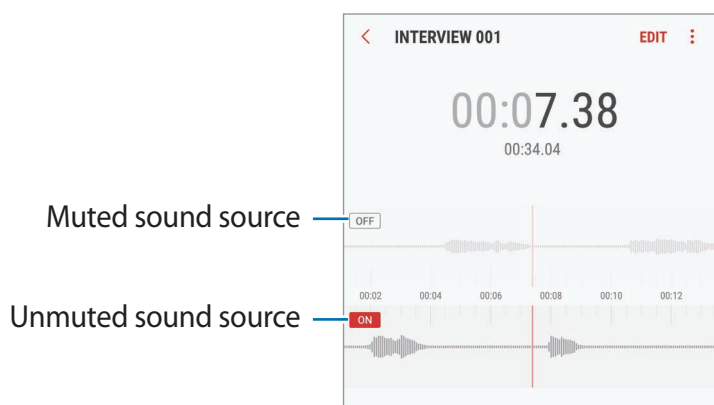 INTERVIEW 001 EDIT
00:07.38
00:34.04
Muted sound source OFF
00:02 00:04 00:06 00:08 00:10 00:12
Unmuted sound source ON